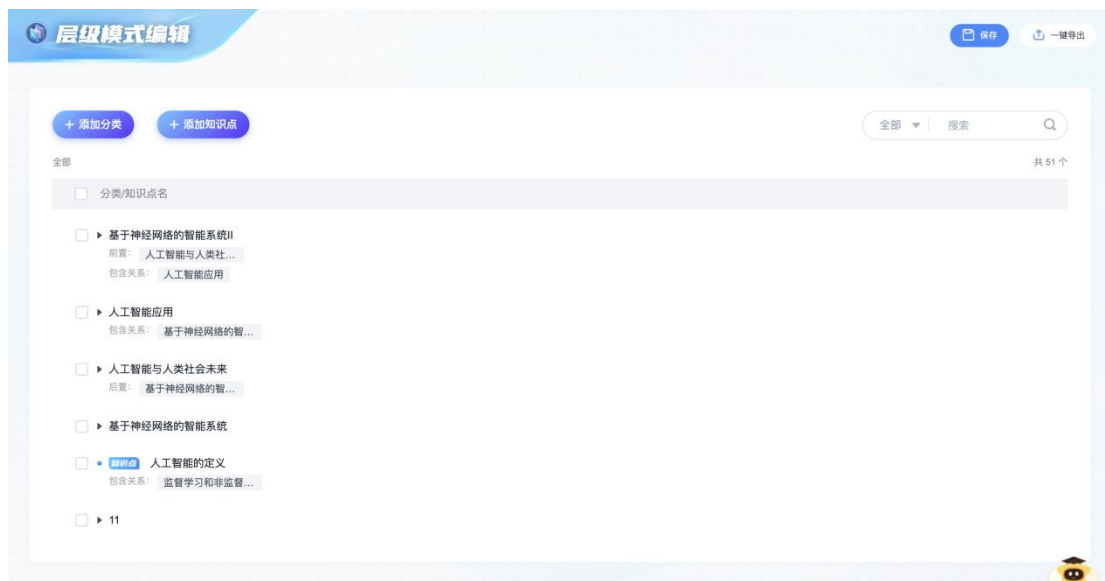 层级模式编辑
保存 一键导出
+ 添加分类 + 添加知识点 全部 搜索
全部 共 51 个
分类/知识点名
基于神经网络的智能系统II
前置: 人工智能与人类社...
包含关系: 人工智能应用
人工智能应用
包含关系: 基于神经网络的智...
人工智能与人类社会未来
后置: 基于神经网络的智...
基于神经网络的智能系统
知识点 人工智能的定义
包含关系: 监督学习和非监督...
11